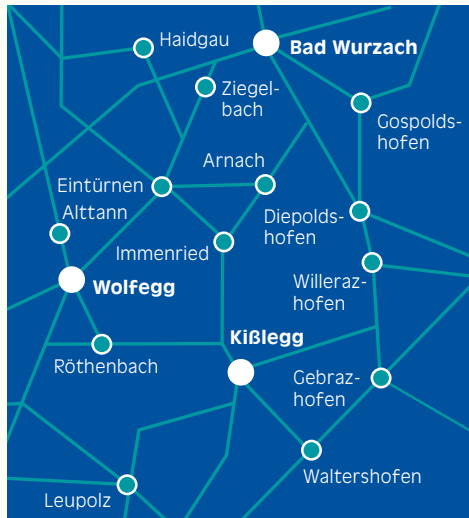 Haidgau
Bad Wurzach
Ziegel-
bach
Gospolds-
hofen
Arnach
Eintürnen
Alttann
Diepolds-
hofen
Immenried
Willeraz-
hofen
Wolfegg
Kißlegg
Röthenbach
Gebraz-
hofen
Waltershofen
Leupolz